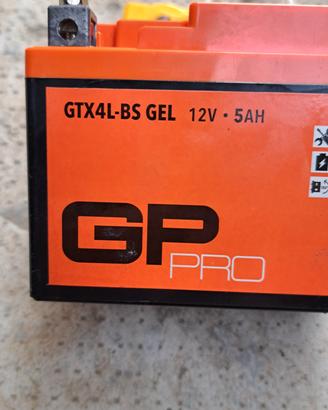 GTX4L-BS GEL 12V • 5AH
GP
PRO